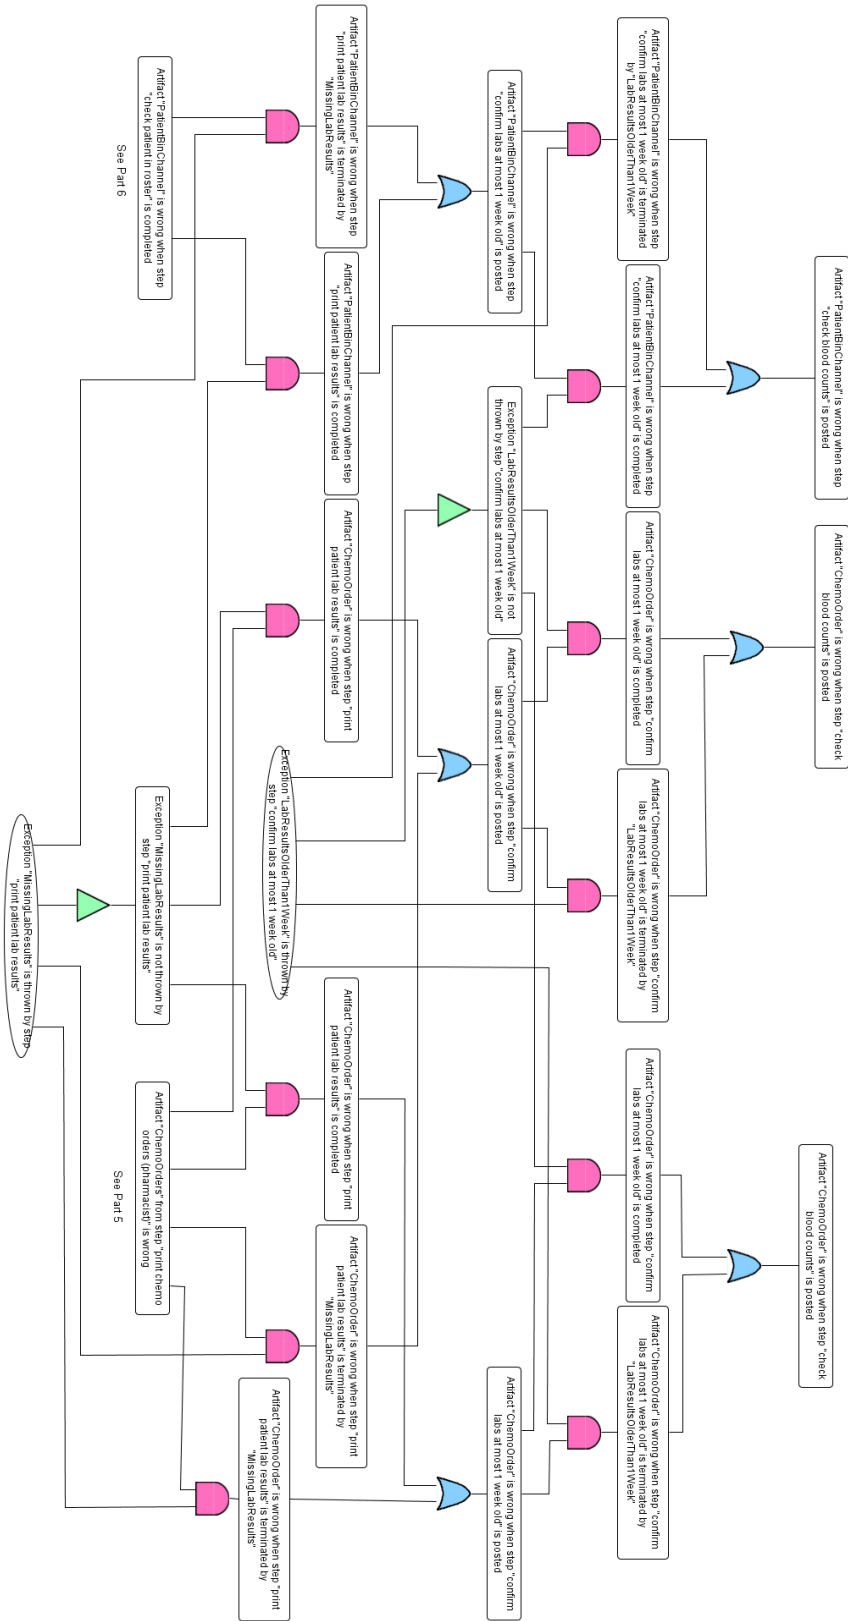 Artifact "PatientBinChannel" is wrong when step
"check blood counts" is posted
Artifact "ChemoOrder" is wrong when step "check
blood counts" is posted
Artifact "ChemoOrder" is wrong when step "check
blood counts" is posted
Artifact "PatientBinChannel" is wrong when step
"confirm labs at most 1 week old" is terminated
by "LabResultsOlderThan1Week"
Artifact "PatientBinChannel" is wrong when step
"confirm labs at most 1 week old" is completed
Artifact "ChemoOrder" is wrong when step "confirm
labs at most 1 week old" is completed
Artifact "ChemoOrder" is wrong when step "confirm
labs at most 1 week old" is terminated by
"LabResultsOlderThan1Week"
Artifact "ChemoOrder" is wrong when step "confirm
labs at most 1 week old" is completed
Artifact "ChemoOrder" is wrong when step "confirm
labs at most 1 week old" is terminated by
"LabResultsOlderThan1Week"
Artifact "PatientBinChannel" is wrong when step
"confirm labs at most 1 week old" is posted
Exception "LabResultsOlderThan1Week" is not
thrown by step "confirm labs at most 1 week old"
Artifact "ChemoOrder" is wrong when step "confirm
labs at most 1 week old" is posted
Artifact "ChemoOrder" is wrong when step "confirm
labs at most 1 week old" is posted
Artifact "PatientBinChannel" is wrong when step
"print patient lab results" is terminated by
"MissingLabResults"
Artifact "PatientBinChannel" is wrong when step
"print patient lab results" is completed
Artifact "ChemoOrder" is wrong when step "print
patient lab results" is completed
Exception "LabResultsOlderThan1Week" is thrown by
step "confirm labs at most 1 week old"
Artifact "ChemoOrder" is wrong when step "print
patient lab results" is completed
Artifact "ChemoOrder" is wrong when step "print
patient lab results" is terminated by
"MissingLabResults"
Artifact "ChemoOrder" is wrong when step "print
patient lab results" is terminated by
"MissingLabResults"
Artifact "PatientBinChannel" is wrong when step
"check patient in roster" is completed
See Part 6
Exception "MissingLabResults" is not thrown by
step "print patient lab results"
Artifact "ChemoOrders" from step "print chemo
orders (pharmacist)" is wrong
See Part 5
Exception "MissingLabResults" is thrown by step
"print patient lab results"